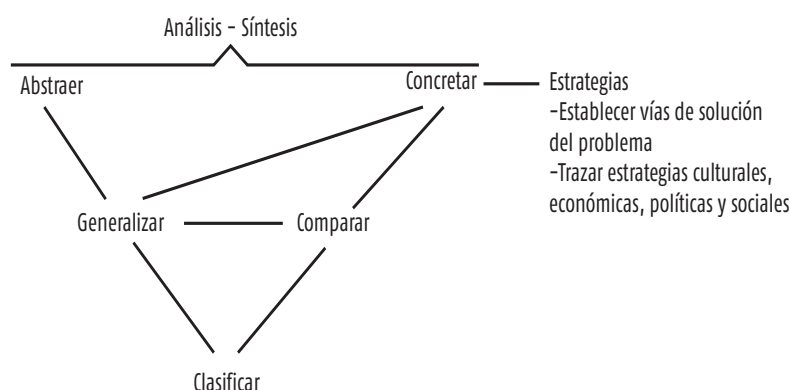 Análisis – Síntesis
Abstraer
Concretar
Estrategias
–Establecer vías de solución
del problema
–Trazar estrategias culturales,
económicas, políticas y sociales
Generalizar
Comparar
Clasificar